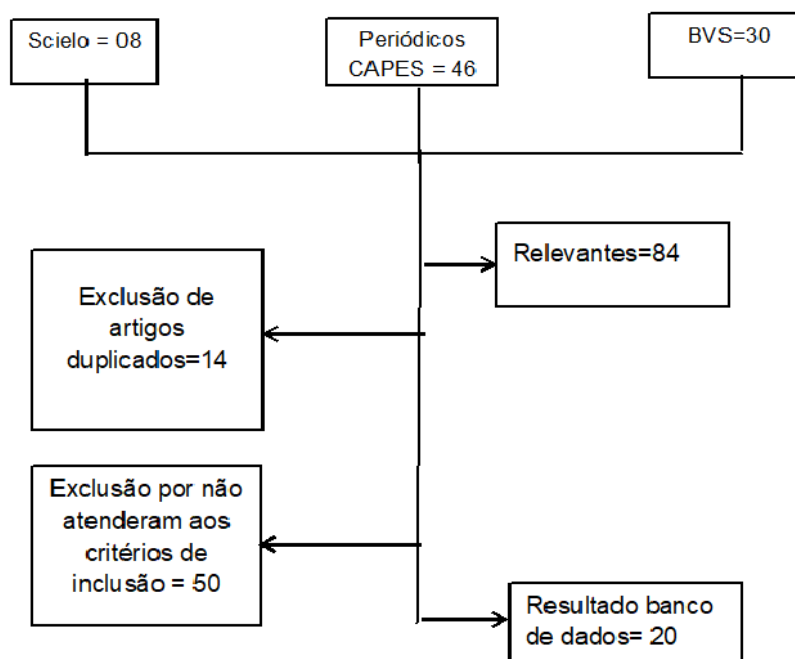 Scielo = 08
Periódicos
CAPES = 46
BVS=30
Relevantes=84
Exclusão de
artigos
duplicados=14
Exclusão por não
atenderam aos
critérios de
inclusão = 50
Resultado banco
de dados= 20